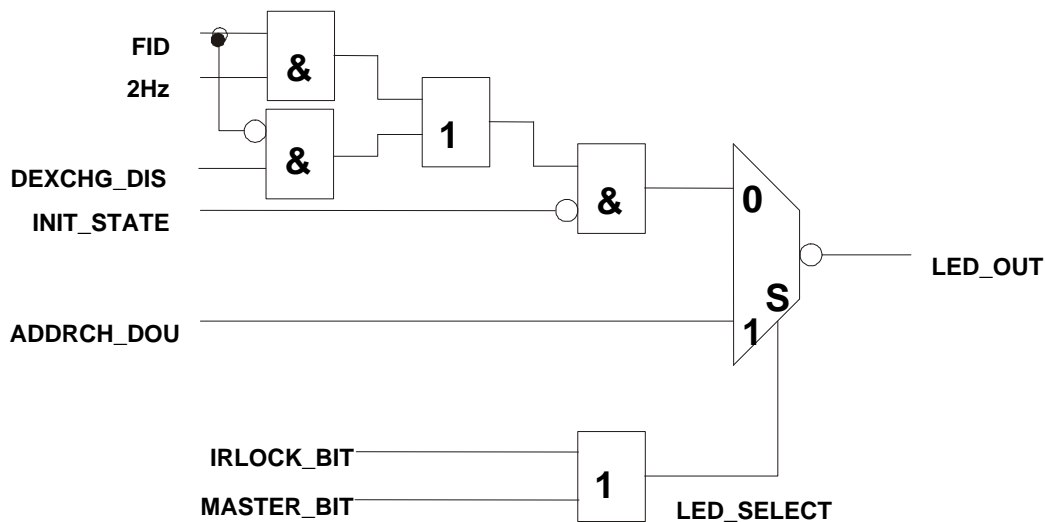 FID
&
2Hz
1
&
DEXCHG_DIS
&
0
INIT_STATE
LED_OUT
S
ADDRCH_DOU
1
IRLOCK_BIT
1
MASTER_BIT
LED_SELECT